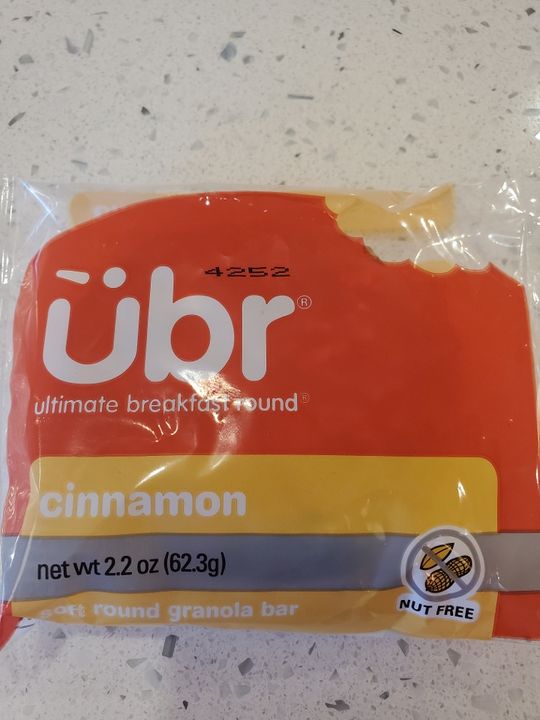 4252
übr®
ultimate breakfast round®
cinnamon
net wt 2.2 oz (62.3g)
NUT FREE
soft round granola bar